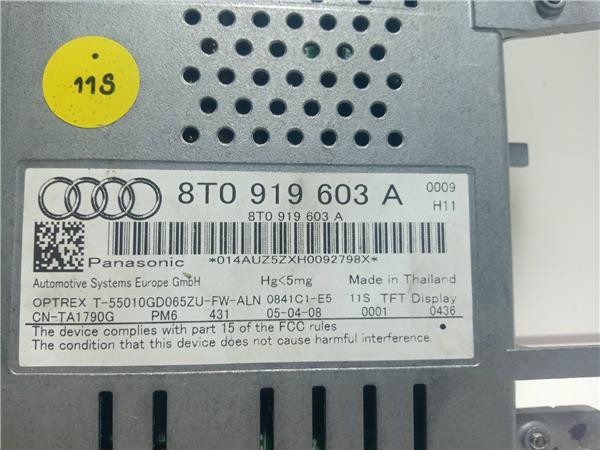 11S
8T0 919 603 A
0009
H11
8T0 919 603 A
Panasonic
*014AUZ5ZXH0092798X*
Automotive Systems Europe GmbH Hg<5mg Made in Thailand
OPTREX T-55010GD065ZU-FW-ALN 0841C1-E5 11S TFT Display
CN-TA1790G PM6 431 05-04-08 0001 0436
The device complies with part 15 of the FCC rules
The condition that this device does not cause harmful interference.